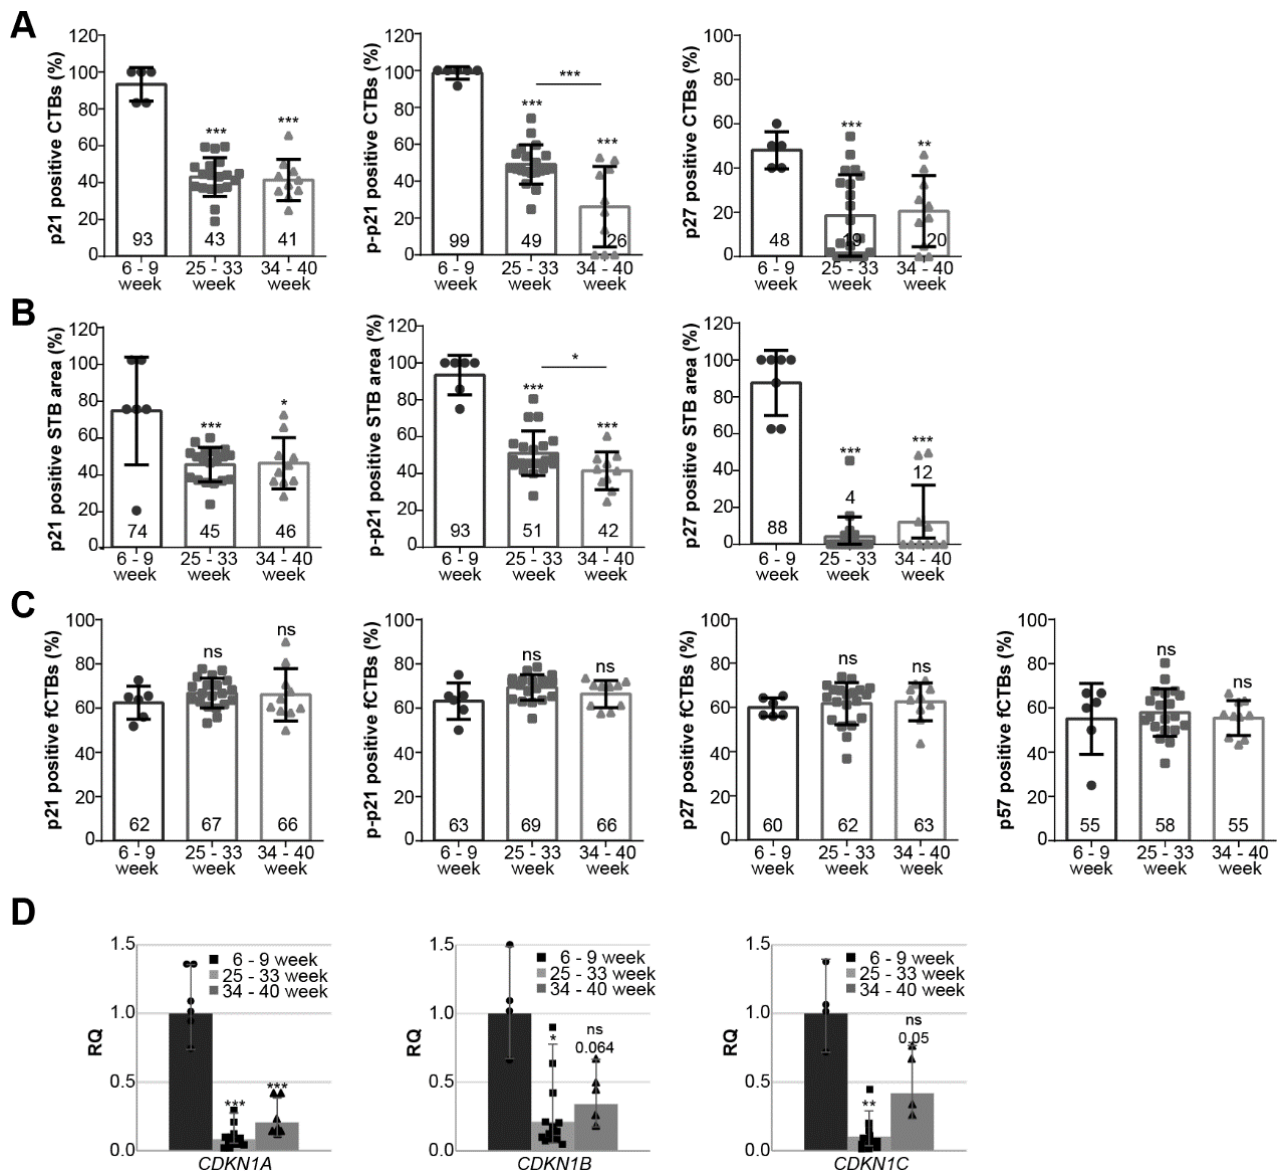 A
p21 positive CTBs (%)
120
100
80
60
40
20
0
***
***
93
43
41
6 - 9 week
25 - 33 week
34 - 40 week
p-p21 positive CTBs (%)
120
100
80
60
40
20
0
***
***
***
99
49
26
6 - 9 week
25 - 33 week
34 - 40 week
p27 positive CTBs (%)
100
80
60
40
20
0
***
**
48
19
20
6 - 9 week
25 - 33 week
34 - 40 week
B
p21 positive STB area (%)
120
100
80
60
40
20
0
***
*
74
45
46
6 - 9 week
25 - 33 week
34 - 40 week
p-p21 positive STB area (%)
120
100
80
60
40
20
0
***
*
***
93
51
42
6 - 9 week
25 - 33 week
34 - 40 week
p27 positive STB area (%)
120
100
80
60
40
20
0
***
***
88
4
12
6 - 9 week
25 - 33 week
34 - 40 week
C
p21 positive fCTBs (%)
100
80
60
40
20
0
ns
ns
62
67
66
6 - 9 week
25 - 33 week
34 - 40 week
p-p21 positive fCTBs (%)
100
80
60
40
20
0
ns
ns
63
69
66
6 - 9 week
25 - 33 week
34 - 40 week
p27 positive fCTBs (%)
100
80
60
40
20
0
ns
ns
60
62
63
6 - 9 week
25 - 33 week
34 - 40 week
p57 positive fCTBs (%)
100
80
60
40
20
0
ns
ns
55
58
55
6 - 9 week
25 - 33 week
34 - 40 week
D
RQ
1.5
1.0
0.5
0.0
6 - 9 week
25 - 33 week
34 - 40 week
***
***
CDKN1A
RQ
1.5
1.0
0.5
0.0
6 - 9 week
25 - 33 week
34 - 40 week
*
ns
0.064
CDKN1B
RQ
1.5
1.0
0.5
0.0
6 - 9 week
25 - 33 week
34 - 40 week
**
ns
0.05
CDKN1C